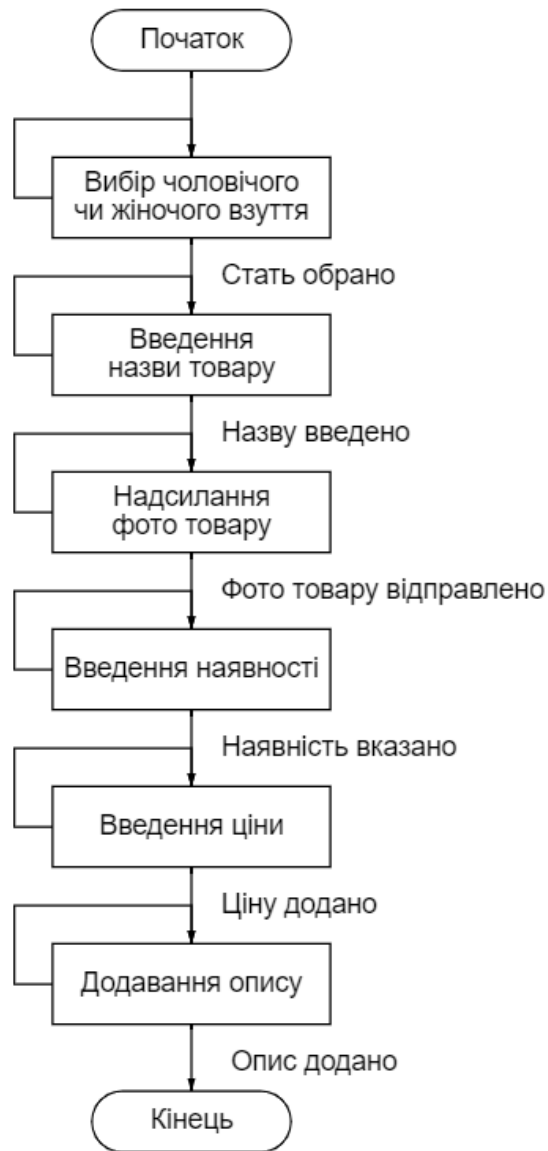 Початок
Вибір чоловічого
чи жіночого взуття
Стать обрано
Введення
назви товару
Назву введено
Надсилання
фото товару
Фото товару відправлено
Введення наявності
Наявність вказано
Введення ціни
Ціну додано
Додавання опису
Опис додано
Кінець